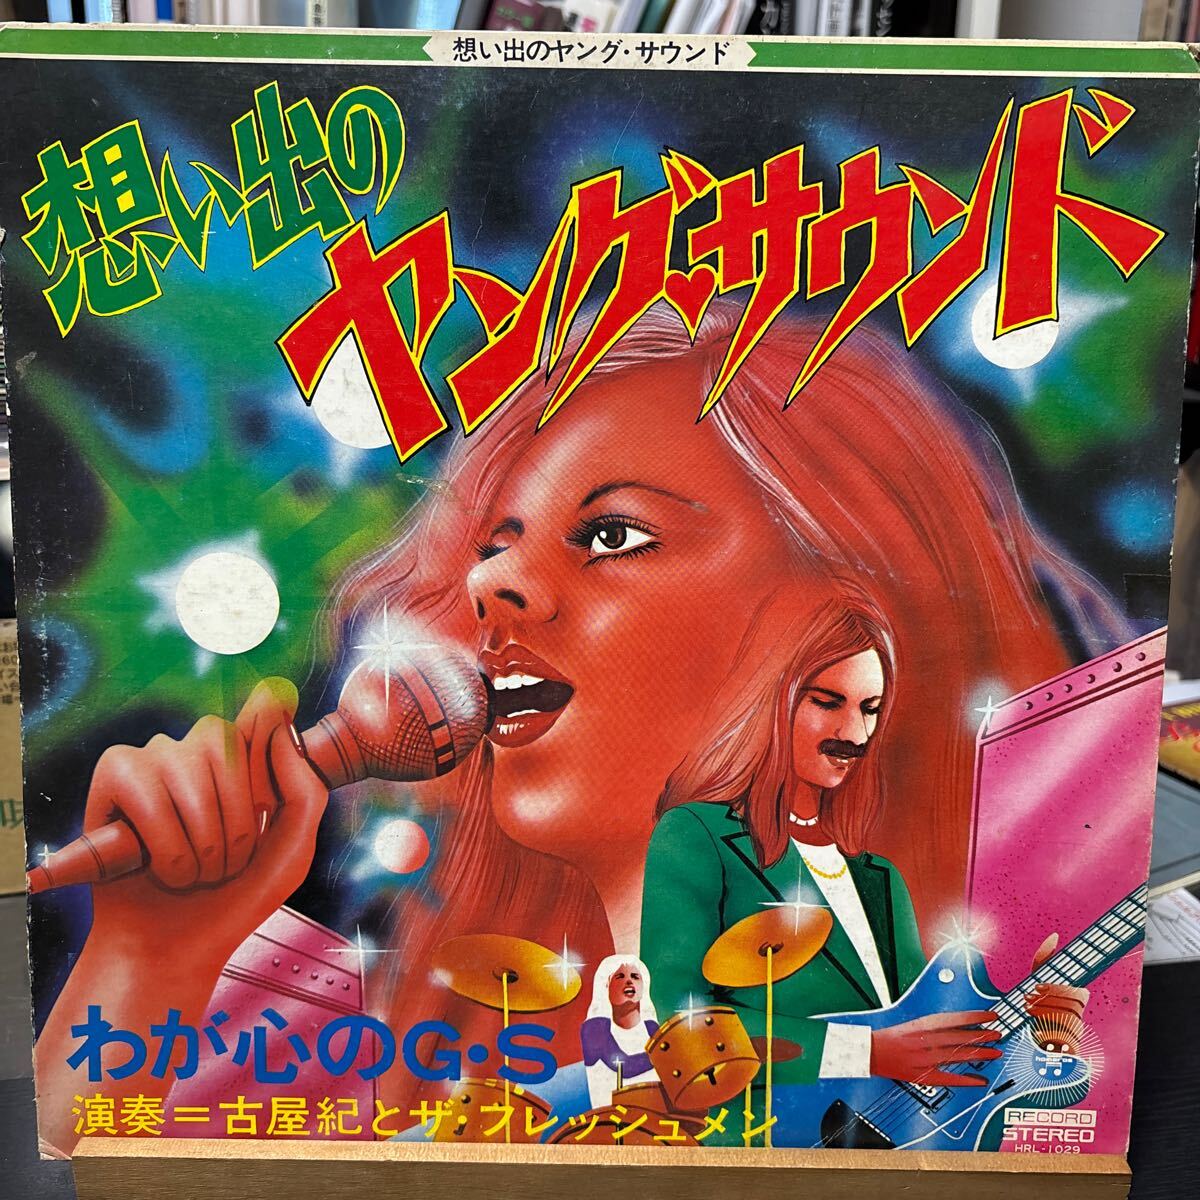 想い出のヤング・サウンド
想い出の
ヤング・サウンド
わが心のG・S
演奏＝古屋紀とザ・フレッシュメン
homeros
RECORD
STEREO
HRL-1029